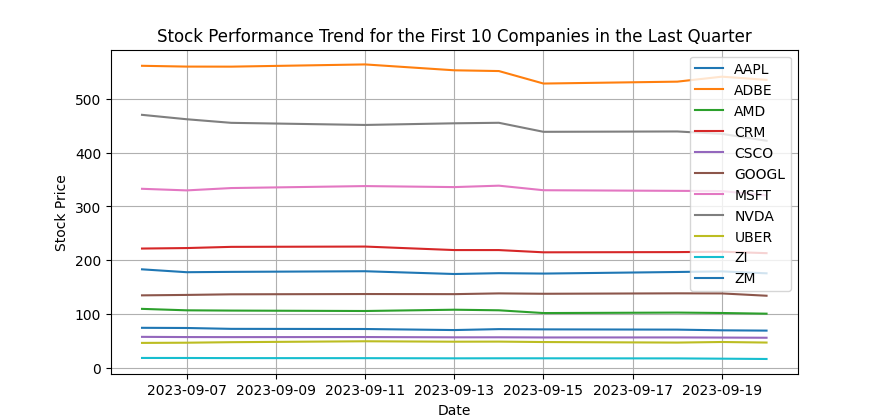 Stock Performance Trend for the First 10 Companies in the Last Quarter
Stock Price
500
400
300
200
100
0
AAPL
ADBE
AMD
CRM
CSCO
GOOGL
MSFT
NVDA
UBER
ZI
ZM
2023-09-07 2023-09-09 2023-09-11 2023-09-13 2023-09-15 2023-09-17 2023-09-19
Date